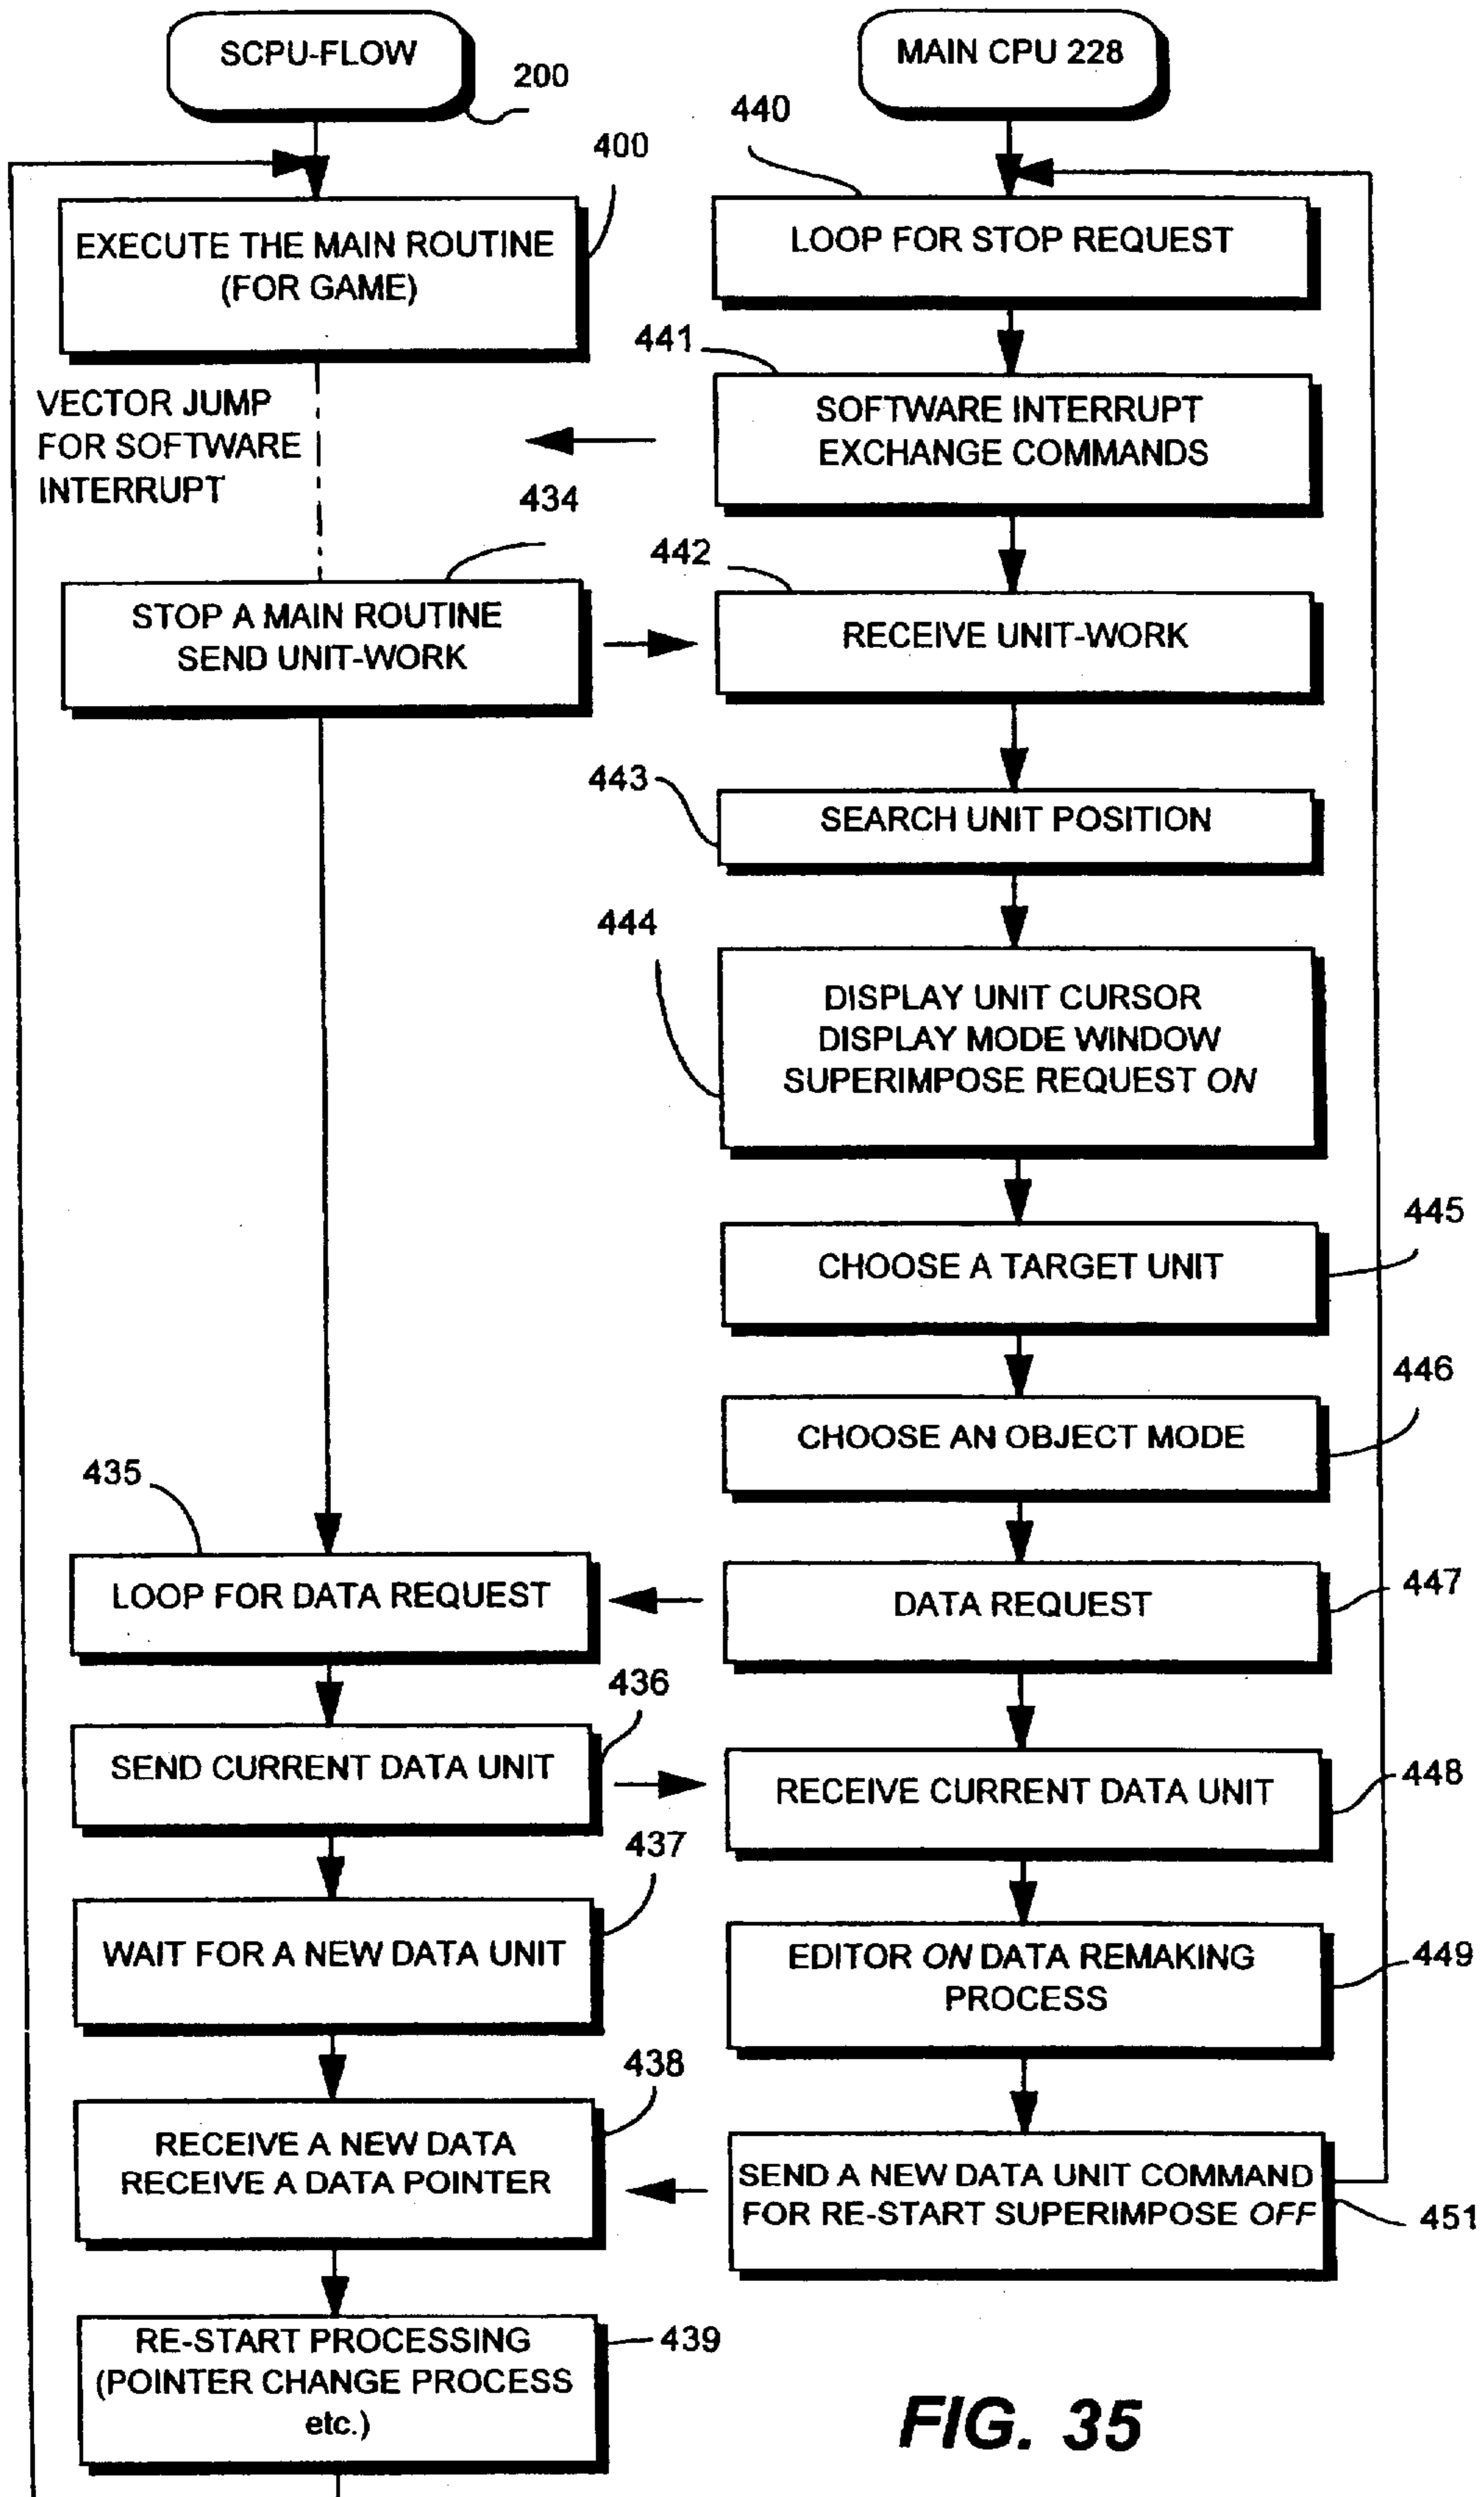 SCPU-FLOW
200
400
EXECUTE THE MAIN ROUTINE
(FOR GAME)
VECTOR JUMP
FOR SOFTWARE
INTERRUPT
434
STOP A MAIN ROUTINE
SEND UNIT-WORK
435
LOOP FOR DATA REQUEST
436
SEND CURRENT DATA UNIT
437
WAIT FOR A NEW DATA UNIT
438
RECEIVE A NEW DATA
RECEIVE A DATA POINTER
RE-START PROCESSING
(POINTER CHANGE PROCESS
etc.)
439
MAIN CPU 228
440
LOOP FOR STOP REQUEST
441
SOFTWARE INTERRUPT
EXCHANGE COMMANDS
442
RECEIVE UNIT-WORK
443
SEARCH UNIT POSITION
444
DISPLAY UNIT CURSOR
DISPLAY MODE WINDOW
SUPERIMPOSE REQUEST ON
445
CHOOSE A TARGET UNIT
446
CHOOSE AN OBJECT MODE
447
DATA REQUEST
448
RECEIVE CURRENT DATA UNIT
449
EDITOR ON DATA REMAKING
PROCESS
SEND A NEW DATA UNIT COMMAND
FOR RE-START SUPERIMPOSE OFF
451
FIG. 35